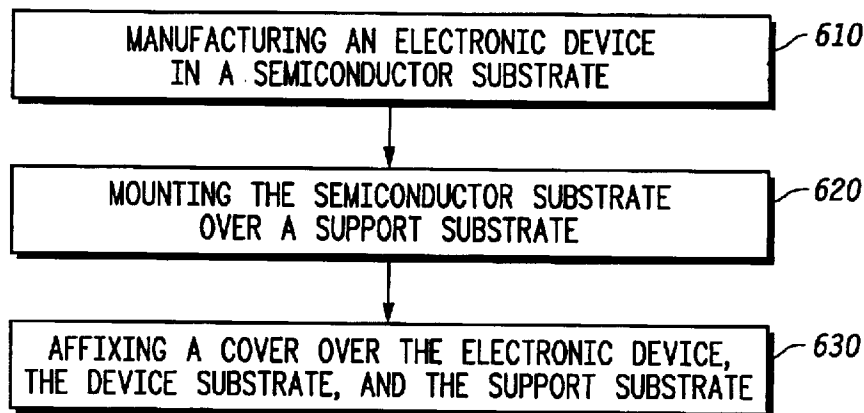 MANUFACTURING AN ELECTRONIC DEVICE
IN A SEMICONDUCTOR SUBSTRATE
610
MOUNTING THE SEMICONDUCTOR SUBSTRATE
OVER A SUPPORT SUBSTRATE
620
AFFIXING A COVER OVER THE ELECTRONIC DEVICE,
THE DEVICE SUBSTRATE, AND THE SUPPORT SUBSTRATE
630